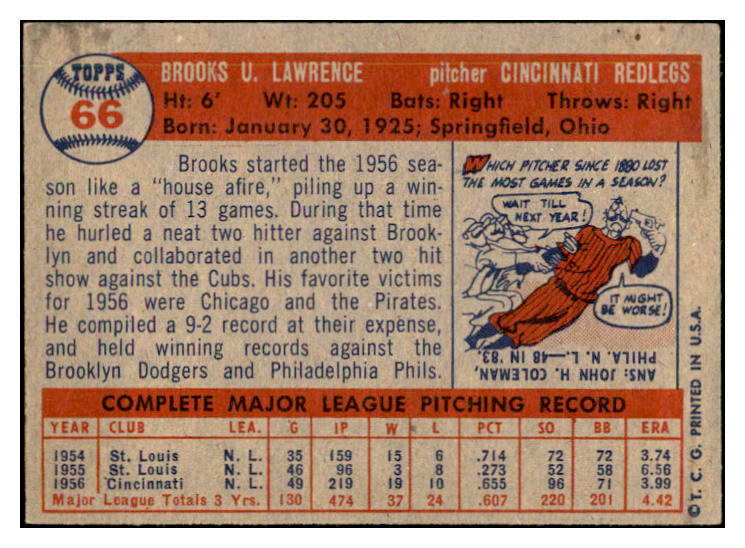 TOPPS
66
BROOKS U. LAWRENCE pitcher CINCINNATI REDLEGS
Ht: 6' Wt: 205 Bats: Right Throws: Right
Born: January 30, 1925; Springfield, Ohio
Brooks started the 1956 sea-
son like a "house afire," piling up a win-
ning streak of 13 games. During that time
he hurled a neat two hitter against Brook-
lyn and collaborated in another two hit
show against the Cubs. His favorite victims
for 1956 were Chicago and the Pirates.
He compiled a 9-2 record at their expense,
and held winning records against the
Brooklyn Dodgers and Philadelphia Phils.
WHICH PITCHER SINCE 1880 LOST
THE MOST GAMES IN A SEASON?
WAIT TILL
NEXT YEAR!
IT MIGHT
BE WORSE!
ANS: JOHN H. COLEMAN,
PHILA. N. L.—48 IN '83.
COMPLETE MAJOR LEAGUE PITCHING RECORD
YEAR CLUB LEA. G IP W L PCT SO BB ERA
1954 St. Louis N. L. 35 159 15 6 .714 72 72 3.74
1955 St. Louis N. L. 46 96 3 8 .273 52 58 6.56
1956 Cincinnati N. L. 49 219 19 10 .655 96 71 3.99
Major League Totals 3 Yrs. 130 474 37 24 .607 220 201 4.42
©T. C. G. PRINTED IN U.S.A.